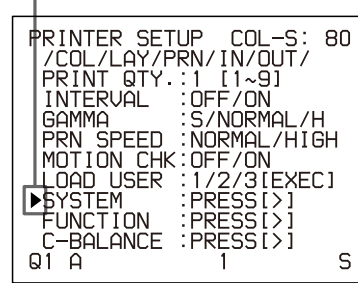 PRINTER SETUP COL-S: 80
/COL/LAY/PRN/IN/OUT/
PRINT QTY.:1 [1~9]
INTERVAL :OFF/ON
GAMMA :S/NORMAL/H
PRN SPEED :NORMAL/HIGH
MOTION CHK:OFF/ON
LOAD USER :1/2/3[EXEC]
▶SYSTEM :PRESS[>]
FUNCTION :PRESS[>]
C-BALANCE :PRESS[>]
Q1 A 1 S